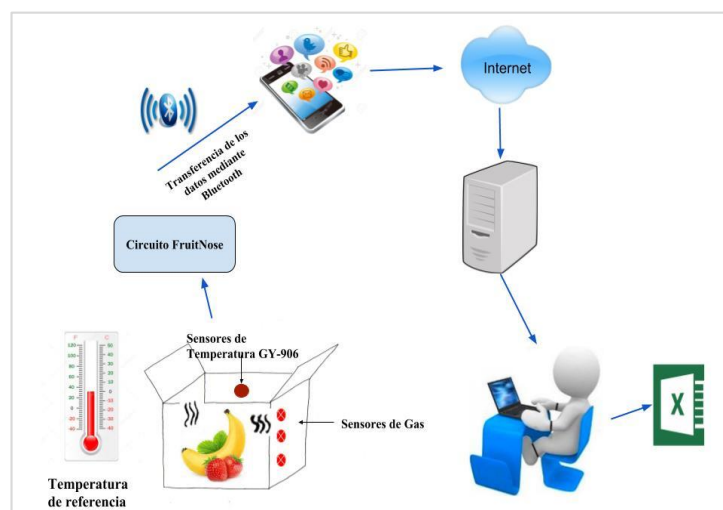 Internet
Transferencia de los
datos mediante
Bluetooth
Circuito FruitNose
Sensores de
Temperatura GY-906
Sensores de Gas
F C
Temperatura
de referencia
X